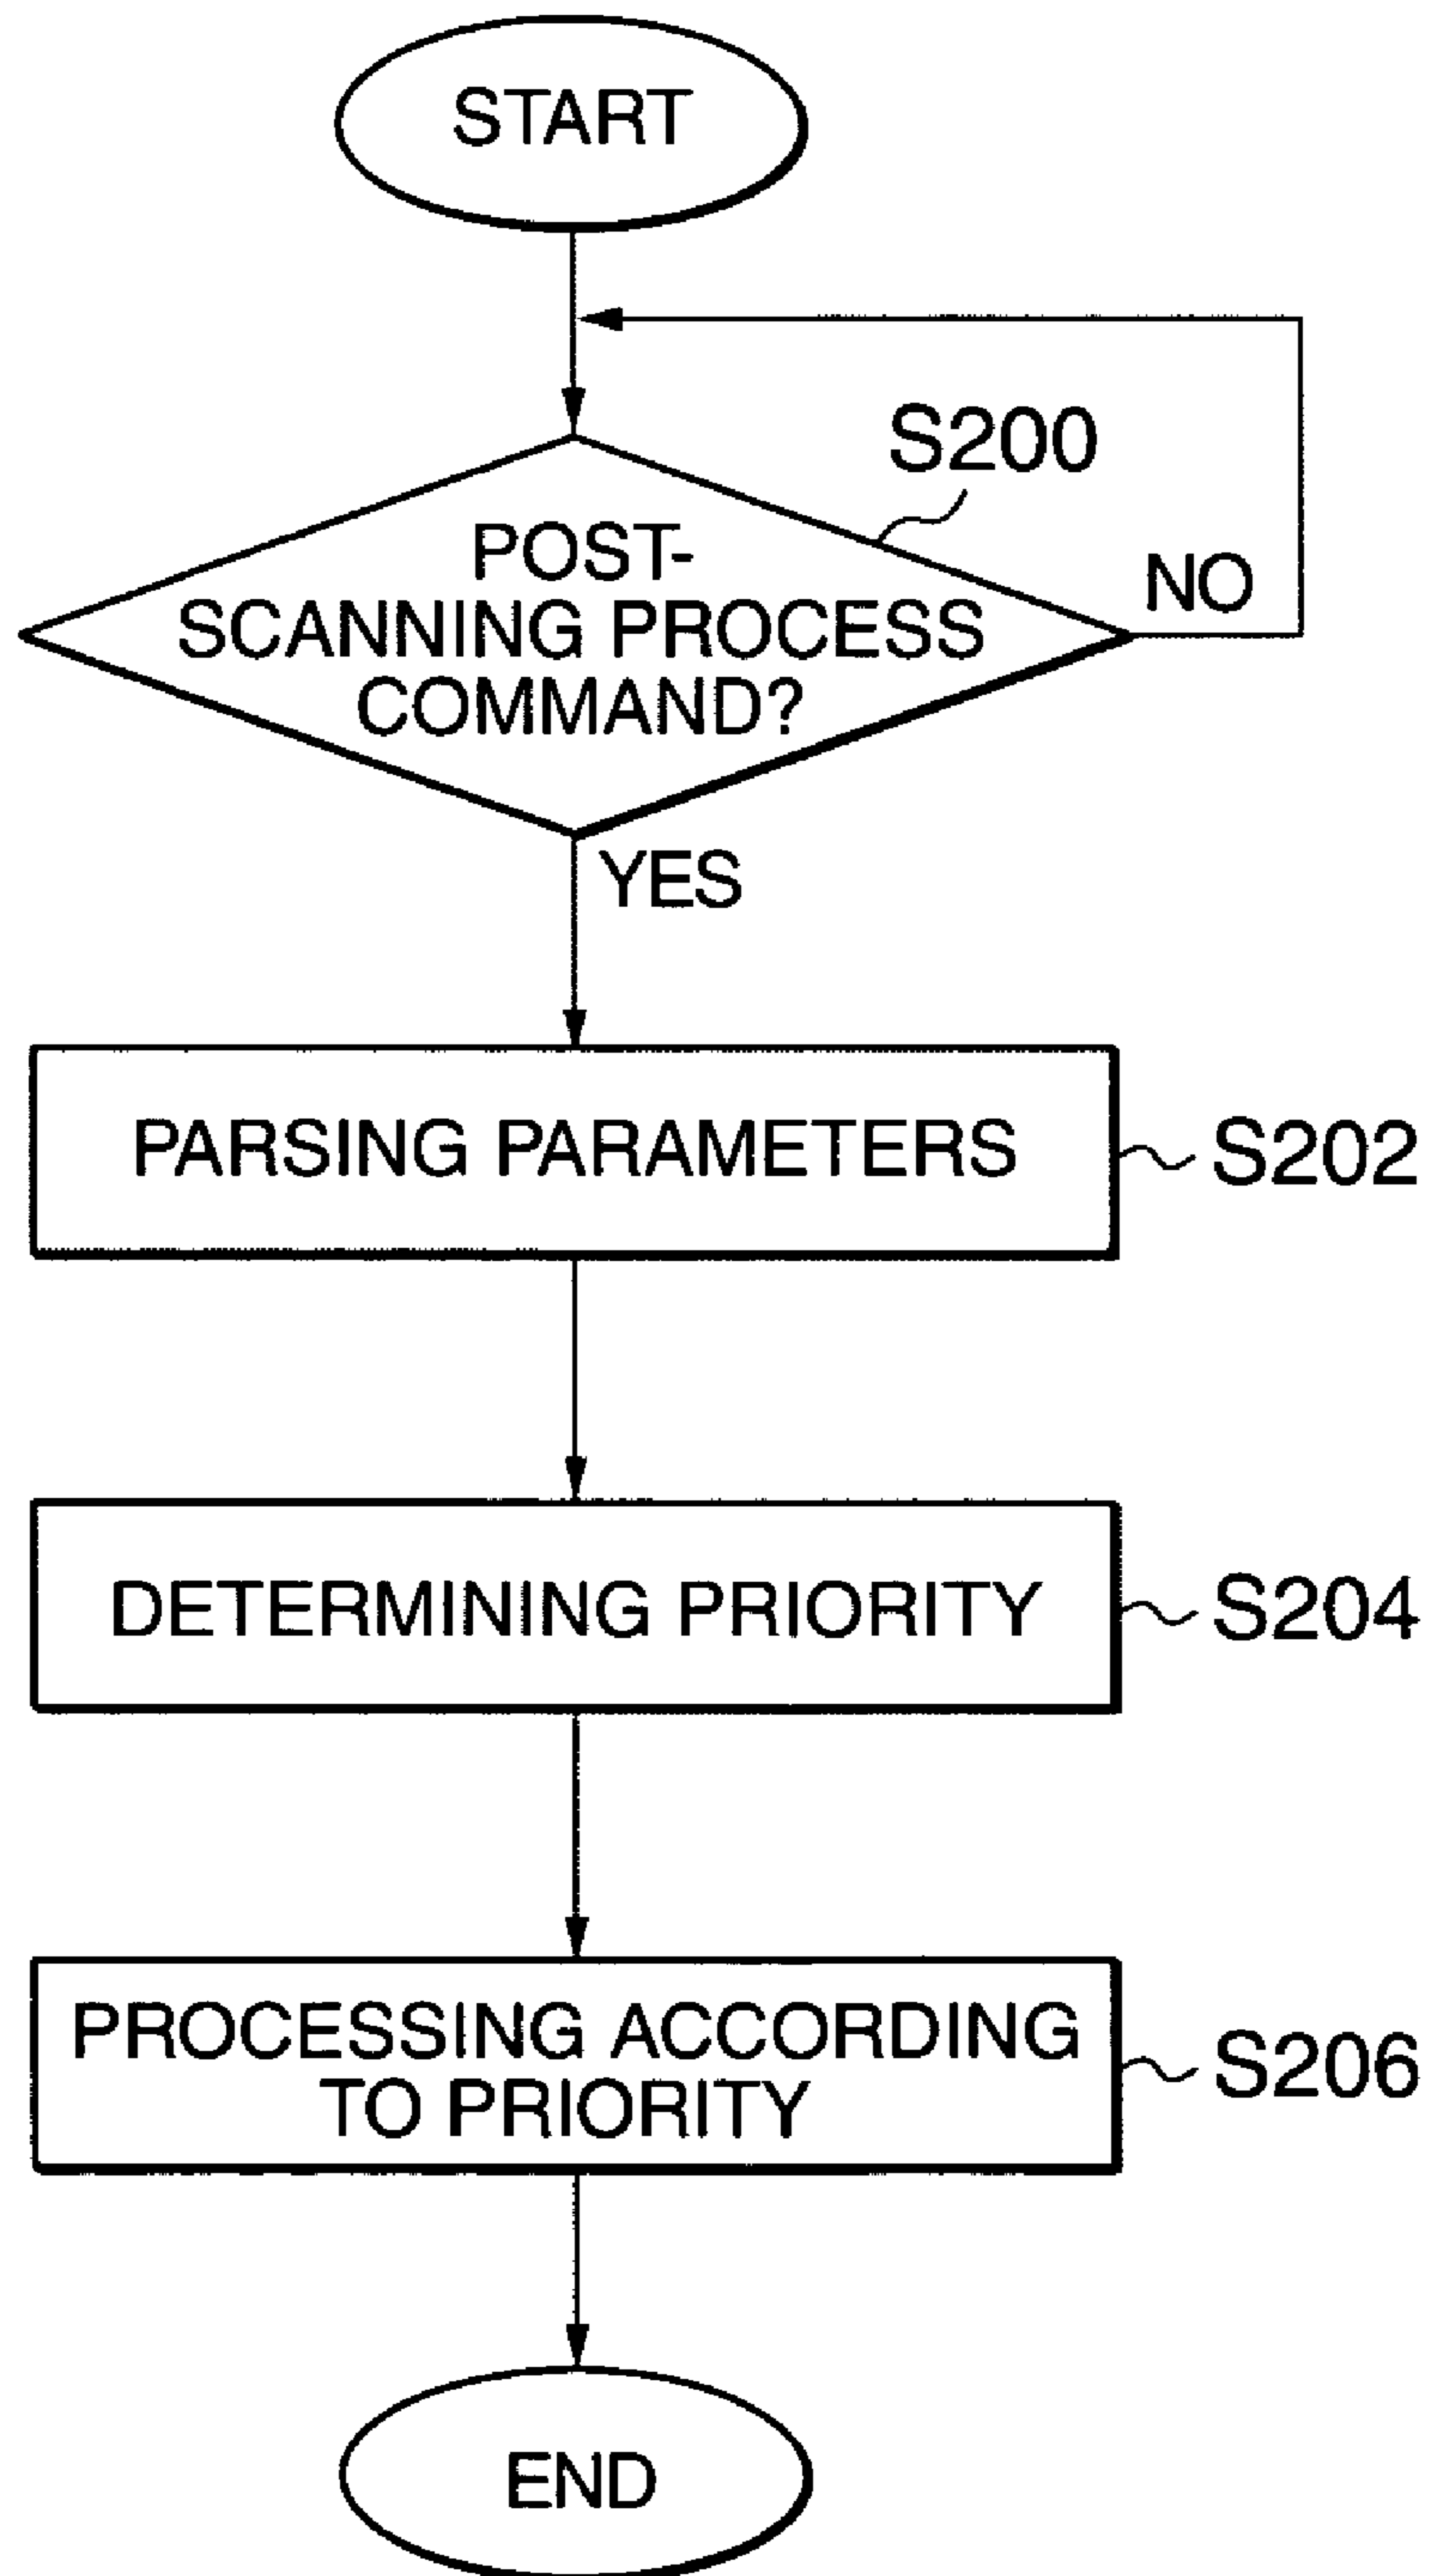 START
S200
POST-
SCANNING PROCESS
COMMAND?
NO
YES
PARSING PARAMETERS
S202
DETERMINING PRIORITY
S204
PROCESSING ACCORDING
TO PRIORITY
S206
END